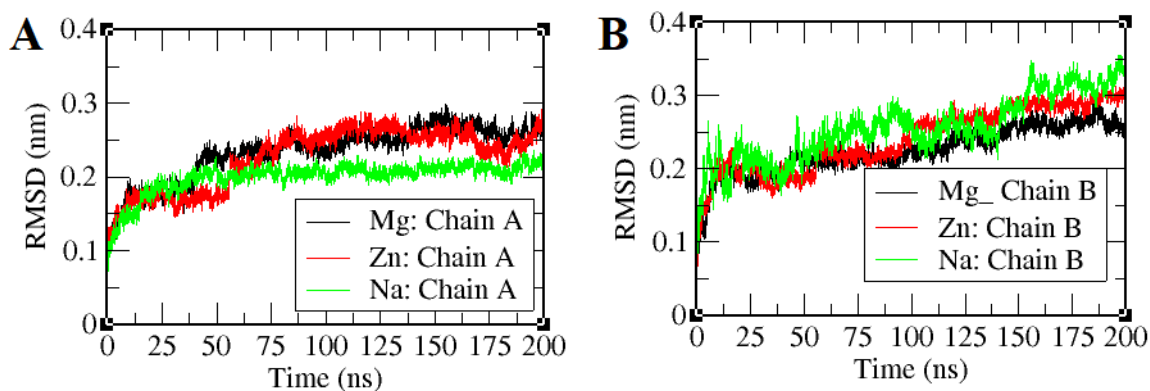 A
RMSD (nm)
0.4
0.3
0.2
0.1
0
Mg: Chain A
Zn: Chain A
Na: Chain A
0 25 50 75 100 125 150 175 200
Time (ns)
B
RMSD (nm)
0.4
0.3
0.2
0.1
0
Mg_ Chain B
Zn: Chain B
Na: Chain B
0 25 50 75 100 125 150 175 200
Time (ns)